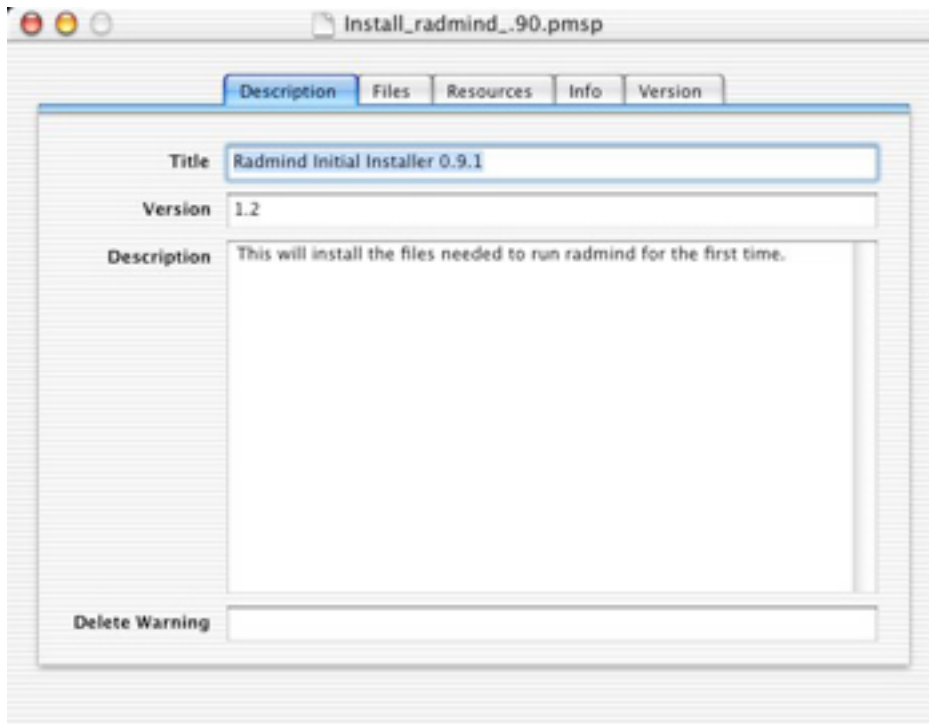 Install_radmind_.90.pmsp
Description Files Resources Info Version
Title Radmind Initial Installer 0.9.1
Version 1.2
Description This will install the files needed to run radmind for the first time.
Delete Warning